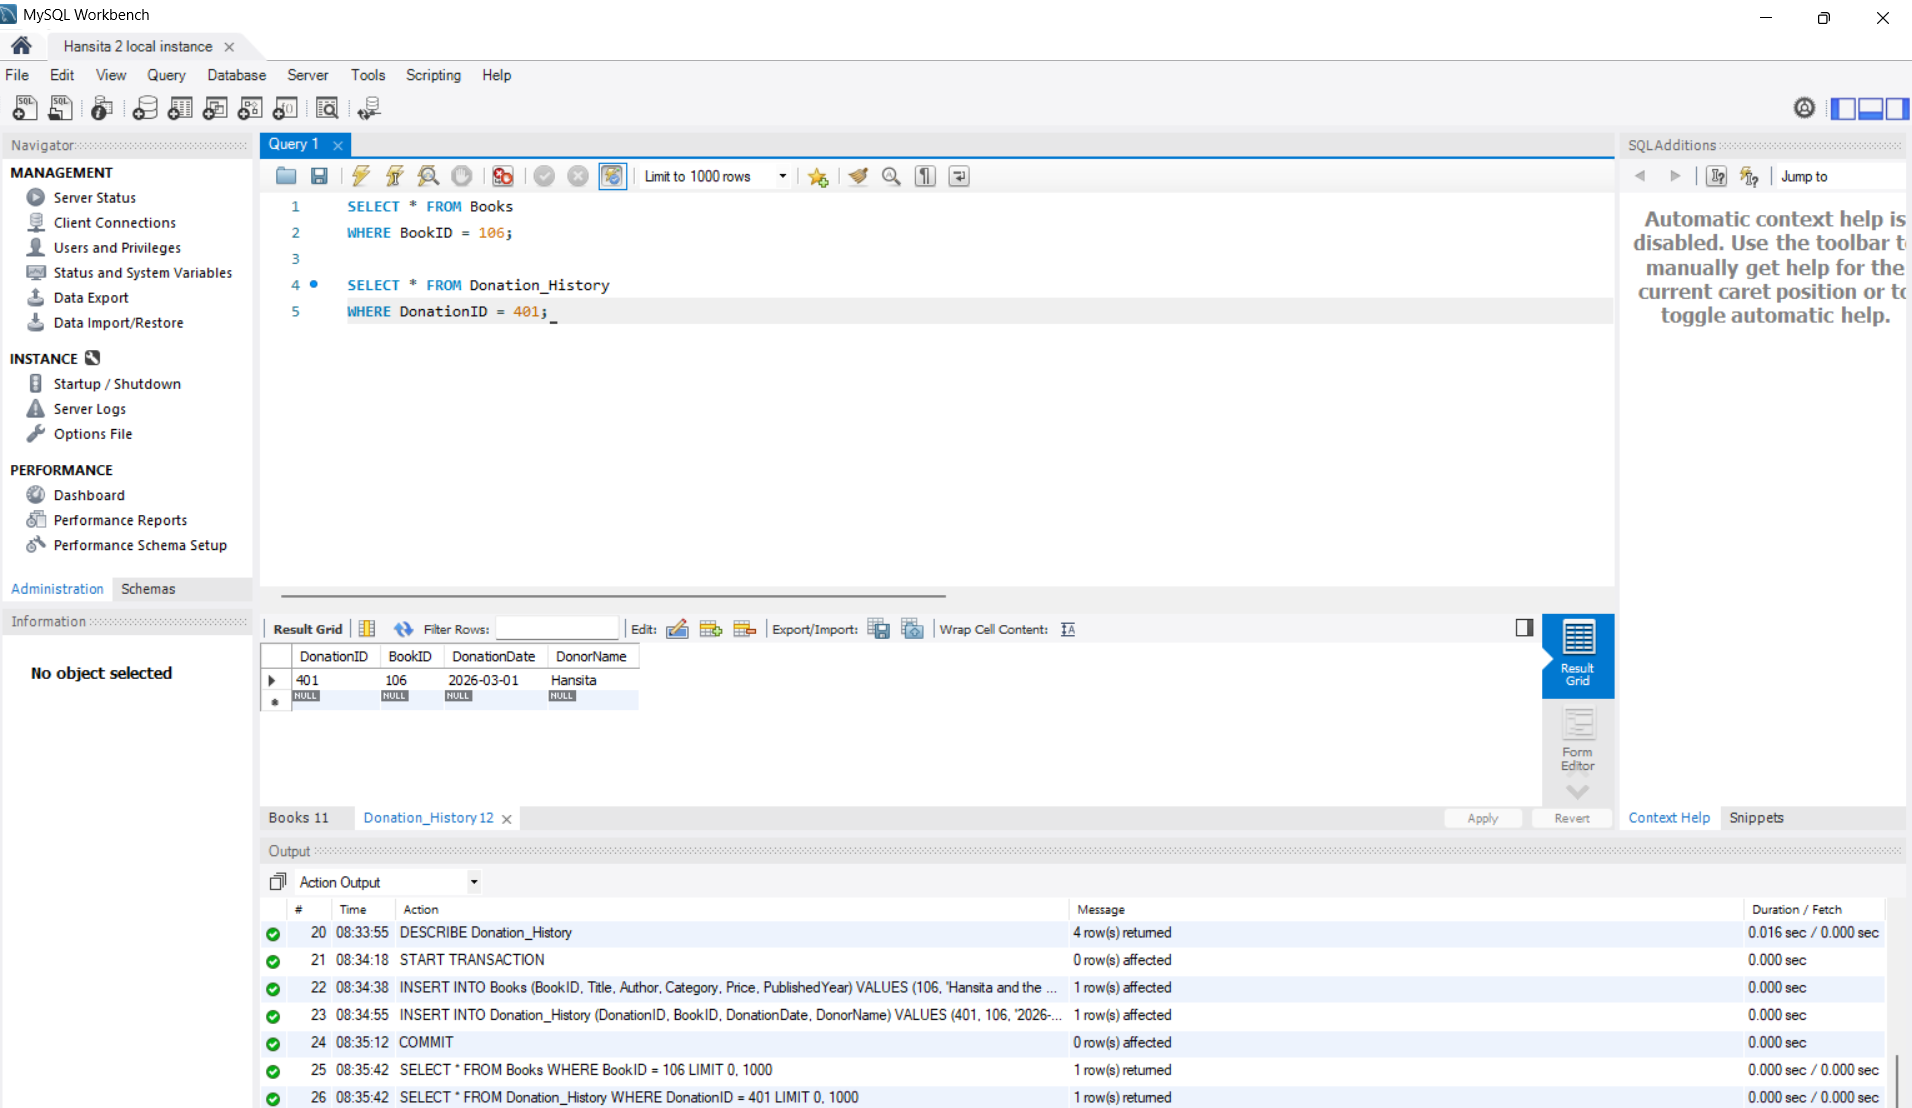 MySQL Workbench
Hansita 2 local instance
File Edit View Query Database Server Tools Scripting Help
Navigator
MANAGEMENT
Server Status
Client Connections
Users and Privileges
Status and System Variables
Data Export
Data Import/Restore
INSTANCE
Startup / Shutdown
Server Logs
Options File
PERFORMANCE
Dashboard
Performance Reports
Performance Schema Setup
Administration Schemas
Information
No object selected
Query 1
Limit to 1000 rows
1 SELECT * FROM Books
2 WHERE BookID = 106;
3
4 SELECT * FROM Donation_History
5 WHERE DonationID = 401;
Result Grid Filter Rows: Edit: Export/Import: Wrap Cell Content:
DonationID BookID DonationDate DonorName
401 106 2026-03-01 Hansita
NULL NULL NULL NULL
Result
Grid
Form
Editor
Books 11 Donation_History 12 Apply Revert
SQLAdditions
Jump to
Automatic context help is
disabled. Use the toolbar t
manually get help for the
current caret position or to
toggle automatic help.
Context Help Snippets
Output
Action Output
# Time Action Message Duration / Fetch
20 08:33:55 DESCRIBE Donation_History 4 row(s) returned 0.016 sec / 0.000 sec
21 08:34:18 START TRANSACTION 0 row(s) affected 0.000 sec
22 08:34:38 INSERT INTO Books (BookID, Title, Author, Category, Price, PublishedYear) VALUES (106, 'Hansita and the ... 1 row(s) affected 0.000 sec
23 08:34:55 INSERT INTO Donation_History (DonationID, BookID, DonationDate, DonorName) VALUES (401, 106, '2026-... 1 row(s) affected 0.000 sec
24 08:35:12 COMMIT 0 row(s) affected 0.000 sec
25 08:35:42 SELECT * FROM Books WHERE BookID = 106 LIMIT 0, 1000 1 row(s) returned 0.000 sec / 0.000 sec
26 08:35:42 SELECT * FROM Donation_History WHERE DonationID = 401 LIMIT 0, 1000 1 row(s) returned 0.000 sec / 0.000 sec